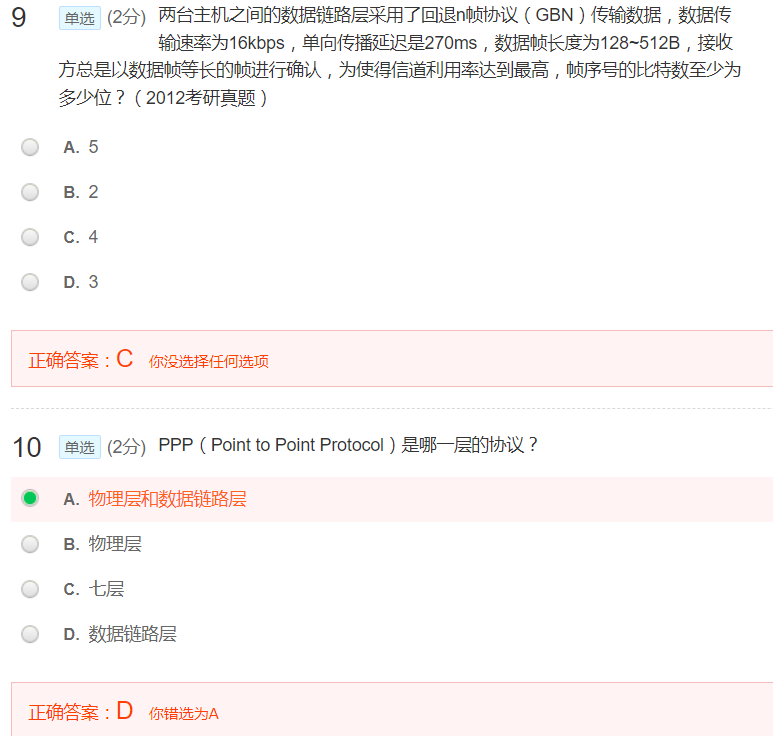 9 单选 (2分) 两台主机之间的数据链路层采用了回退n帧协议（GBN）传输数据，数据传
输速率为16kbps，单向传播延迟是270ms，数据帧长度为128~512B，接收
方总是以数据帧等长的帧进行确认，为使得信道利用率达到最高，帧序号的比特数至少为
多少位？（2012考研真题）
A. 5
B. 2
C. 4
D. 3
正确答案：C 你没选择任何选项
10 单选 (2分) PPP（Point to Point Protocol）是哪一层的协议？
A. 物理层和数据链路层
B. 物理层
C. 七层
D. 数据链路层
正确答案：D 你错选为A